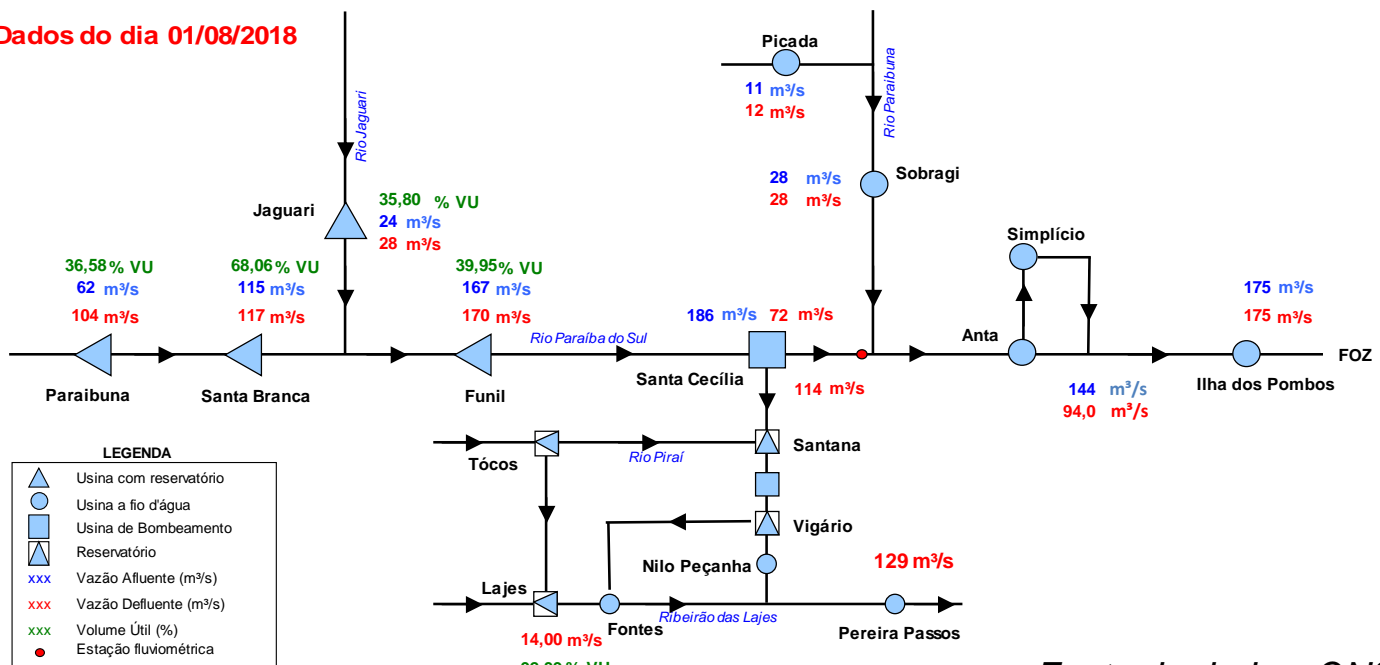 Dados do dia 01/08/2018
Picada
11 m³/s
12 m³/s
Rio Paraibuna
Rio Jaguari
Sobragi
28 m³/s
28 m³/s
Jaguari
35,80 % VU
24 m³/s
28 m³/s
Simplício
36,58 % VU
62 m³/s
104 m³/s
68,06 % VU
115 m³/s
117 m³/s
39,95 % VU
167 m³/s
170 m³/s
186 m³/s 72 m³/s
175 m³/s
175 m³/s
Rio Paraíba do Sul
Anta
FOZ
Paraibuna
Santa Branca
Funil
Santa Cecília
114 m³/s
144 m³/s
94,0 m³/s
Ilha dos Pombos
Tócos
Rio Piraí
Santana
Vigário
Nilo Peçanha
129 m³/s
Lajes
Fontes
Ribeirão das Lajes
Pereira Passos
14,00 m³/s
LEGENDA
Usina com reservatório
Usina a fio d'água
Usina de Bombeamento
Reservatório
xxx Vazão Afluente (m³/s)
xxx Vazão Defluente (m³/s)
xxx Volume Útil (%)
Estação fluviométrica